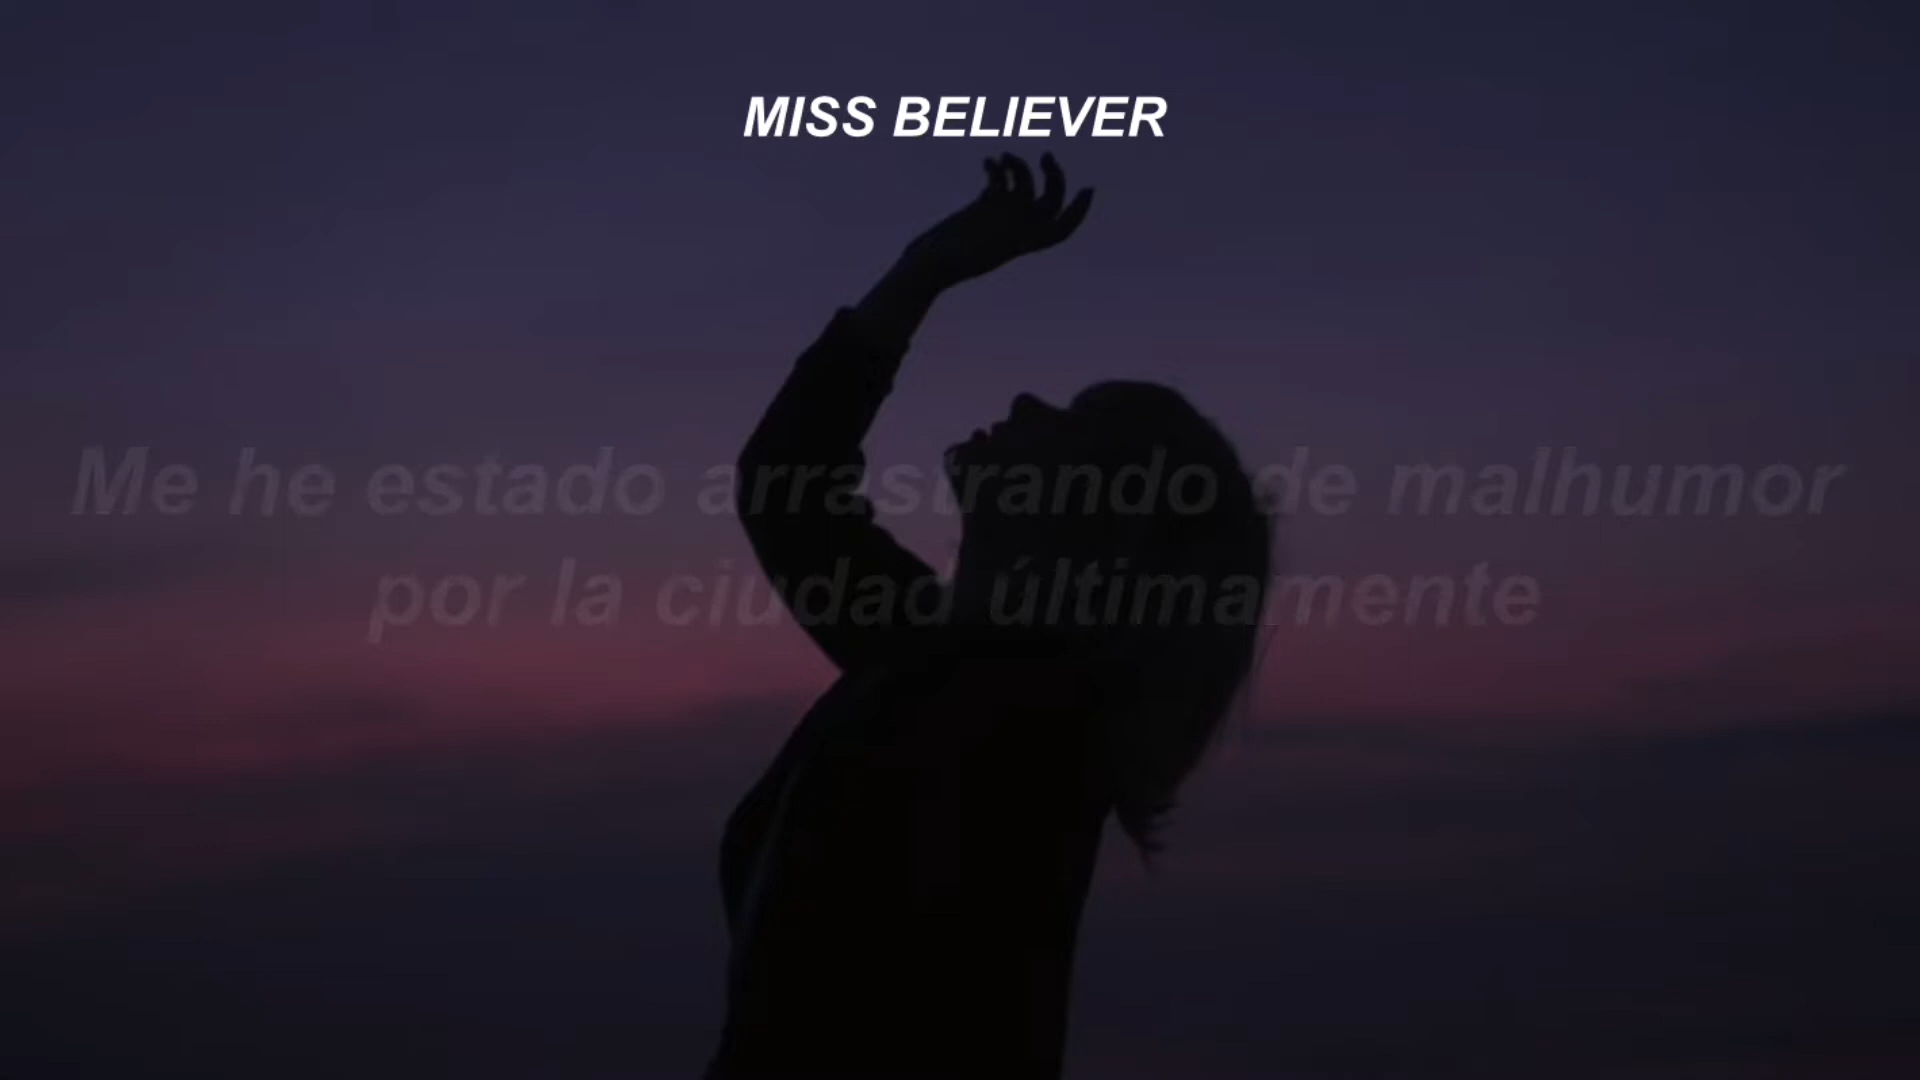 MISS BELIEVER
Me he estado arrastrando de malhumor
por la ciudad últimamente